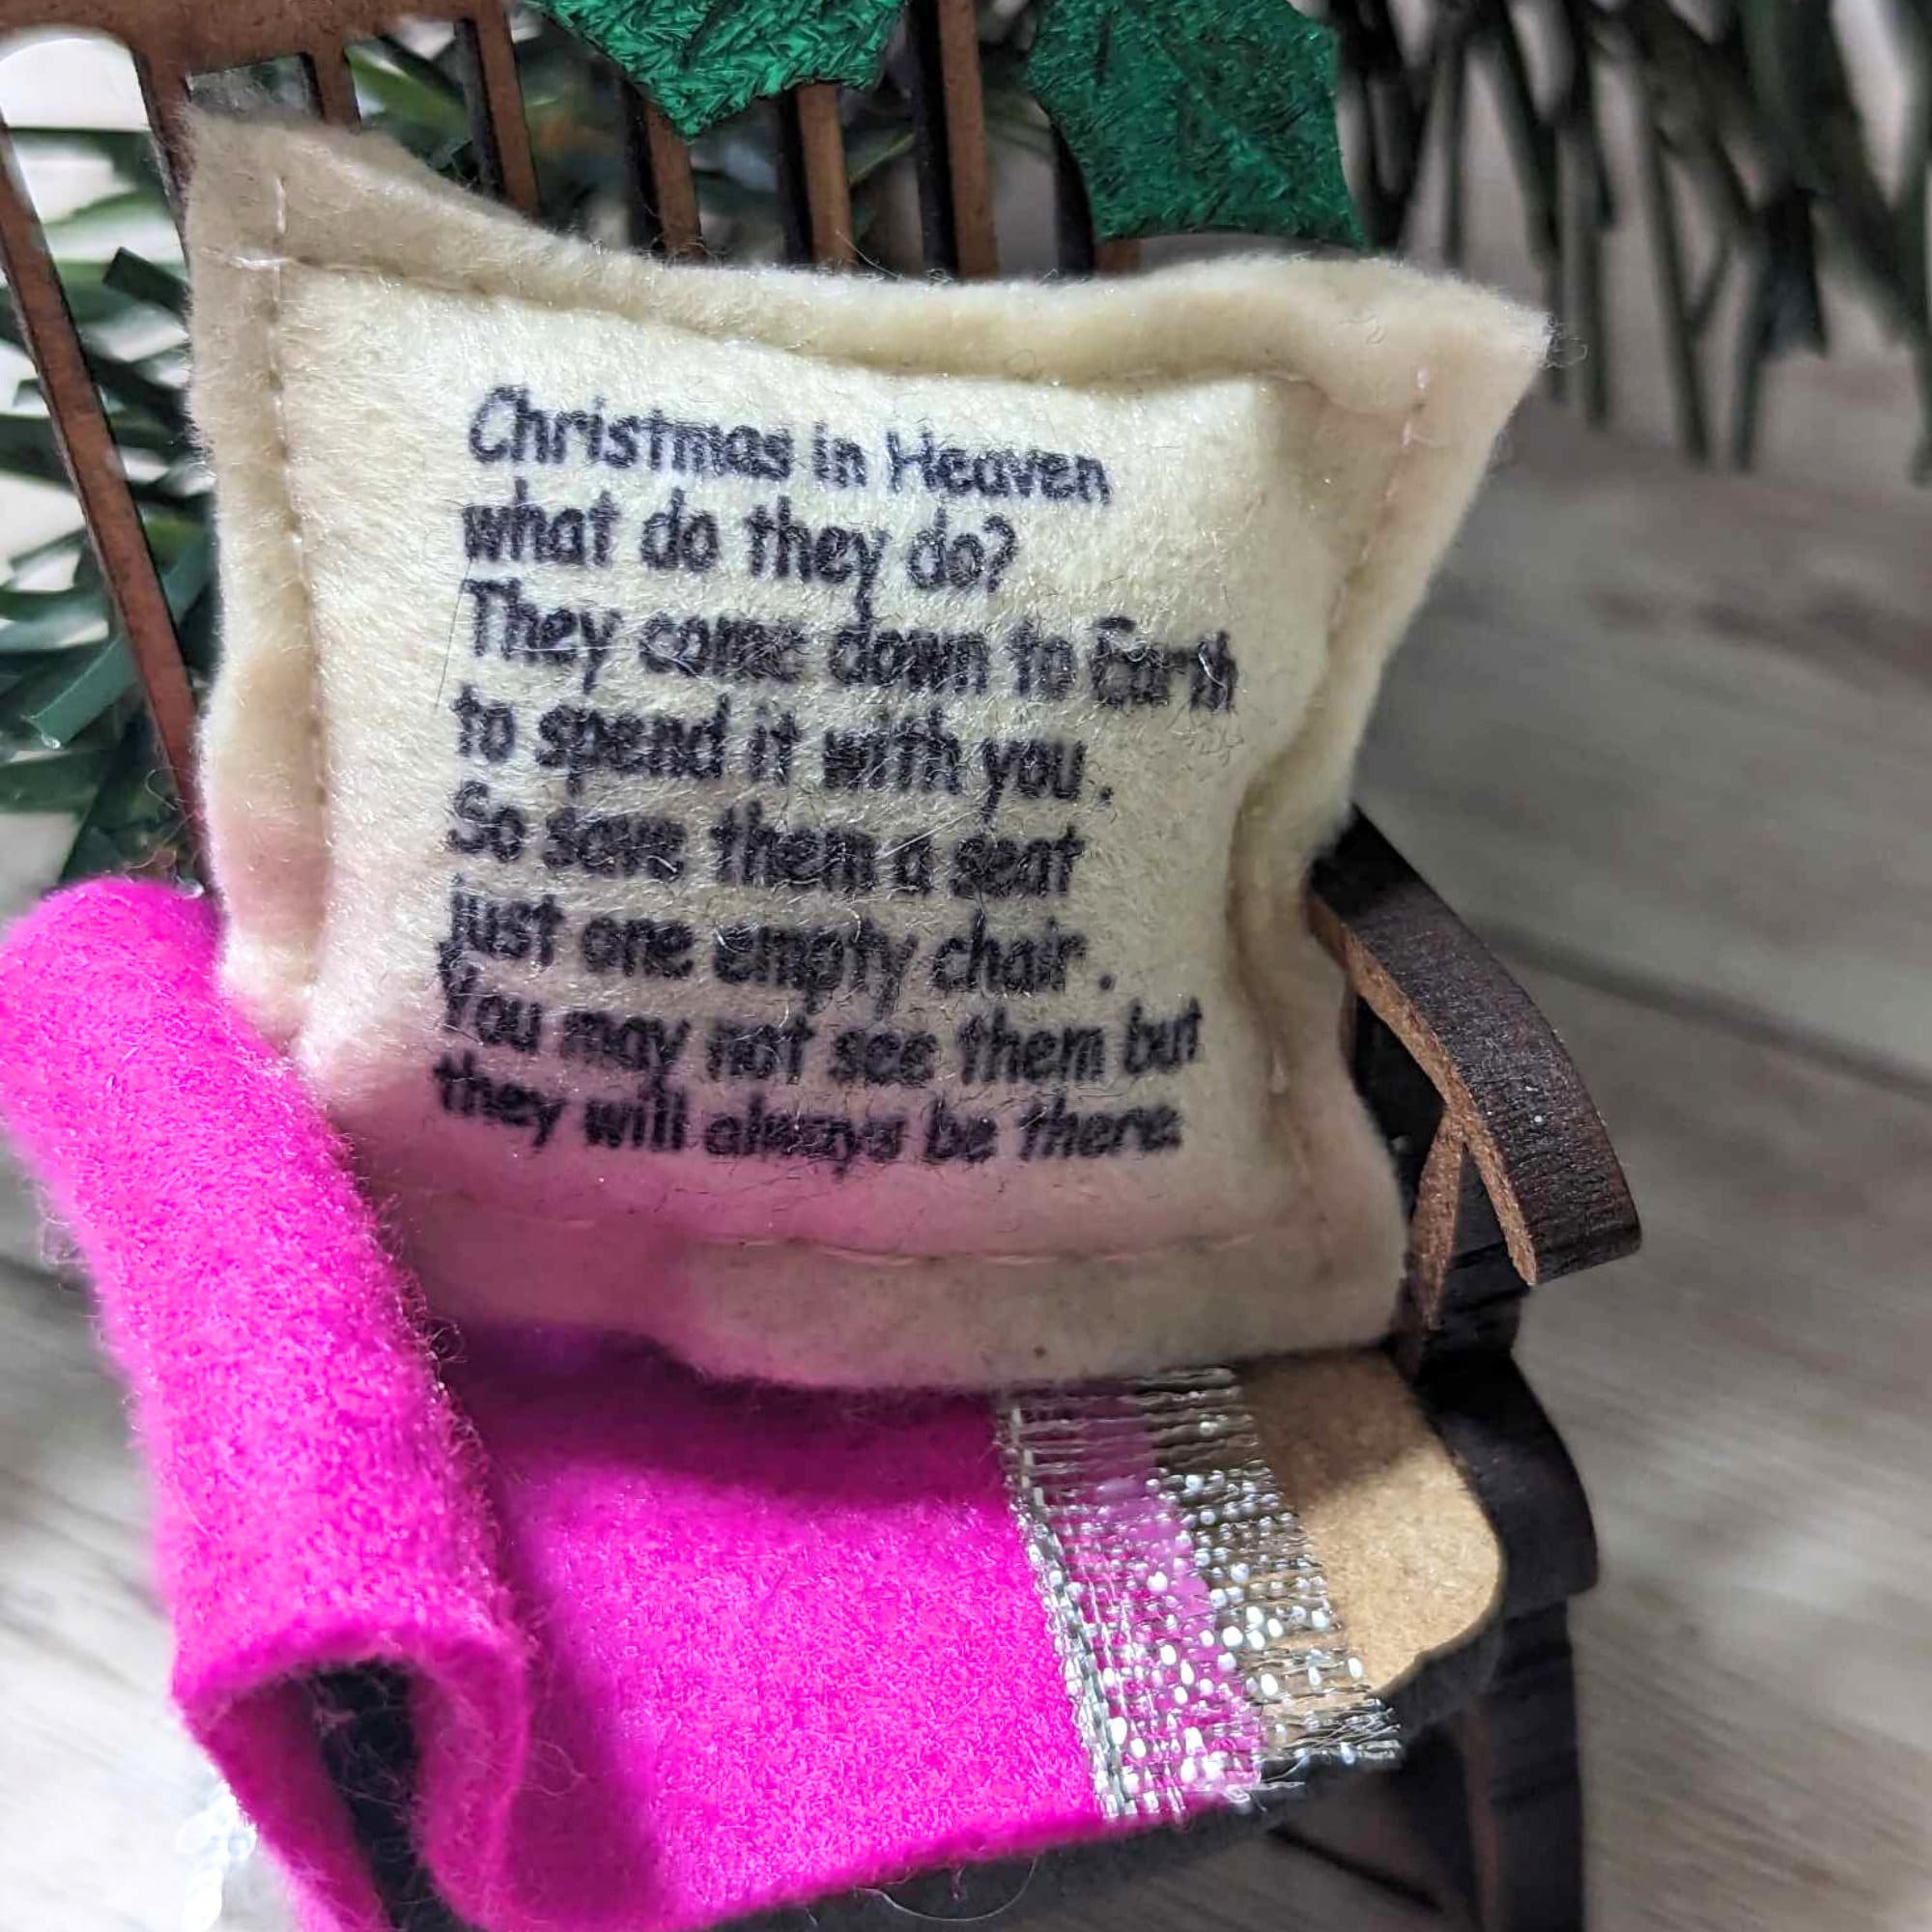 Christmas in Heaven
what do they do?
They come down to Earth
to spend it with you.
So save them a seat
just one empty chair.
You may not see them but
they will always be there.